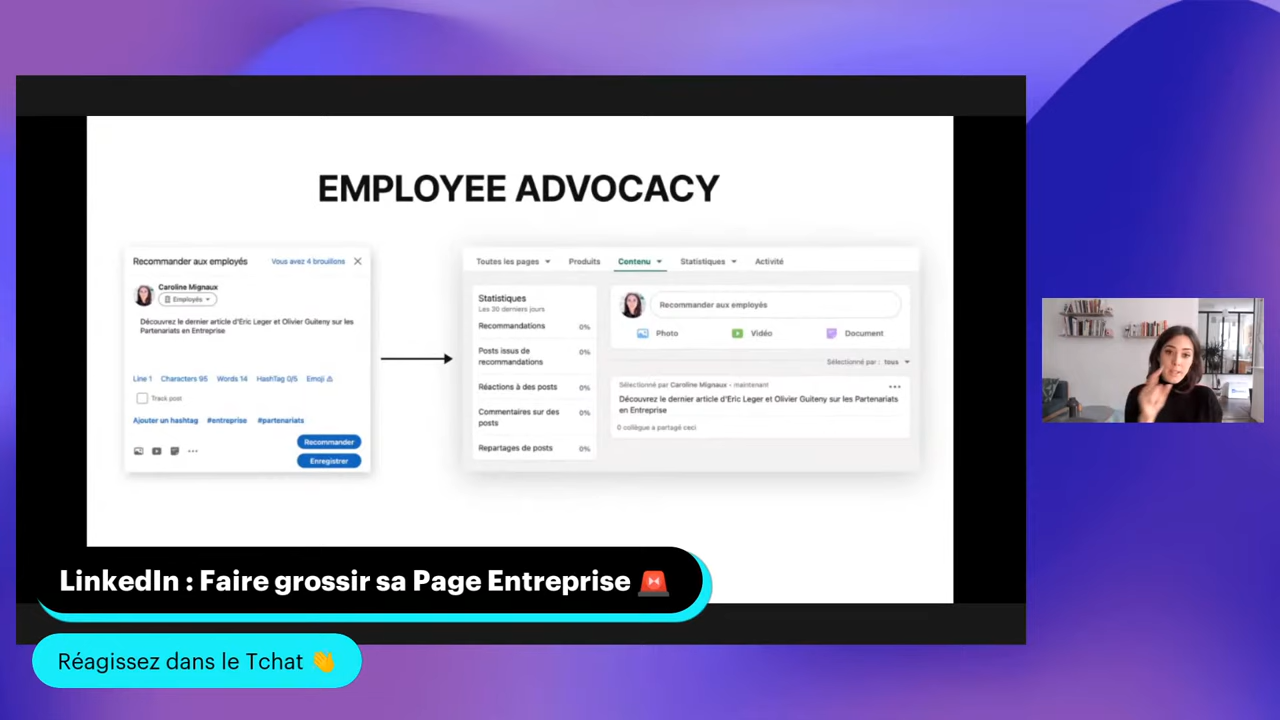 EMPLOYEE ADVOCACY
Recommander aux employés
Vous avez 4 brouillons
Caroline Mignaux
Employés
Découvrez le dernier article d'Eric Leger et Olivier Guiteny sur les
Partenariats en Entreprise
Line 1 Characters 95 Words 14 HashTag 0/5 Emoji
Track post
Ajouter un hashtag #entreprise #partenariats
Recommander
Enregistrer
Toutes les pages Produits Contenu Statistiques Activité
Statistiques
Les 30 derniers jours
Recommandations 0%
Posts issus de
recommandations
0%
Réactions à des posts 0%
Commentaires sur des
posts
0%
Repartages de posts 0%
Recommander aux employés
Photo Vidéo Document
Sélectionné par : tous
Sélectionné par Caroline Mignaux • maintenant
Découvrez le dernier article d'Eric Leger et Olivier Guiteny sur les Partenariats
en Entreprise
0 collègue a partagé ceci
LinkedIn : Faire grossir sa Page Entreprise 🚨
Réagissez dans le Tchat 👏